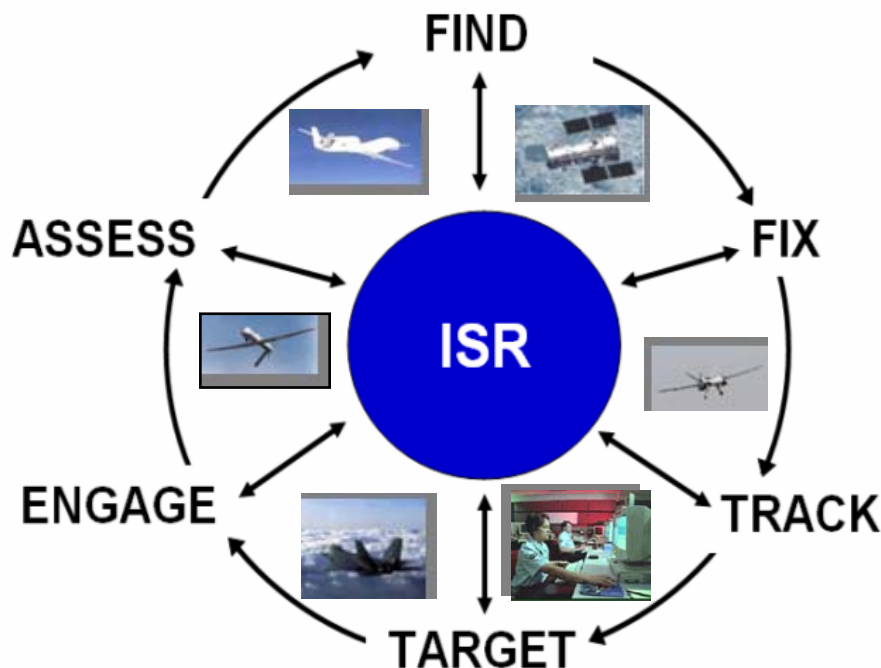 FIND
FIX
TRACK
TARGET
ENGAGE
ASSESS
ISR